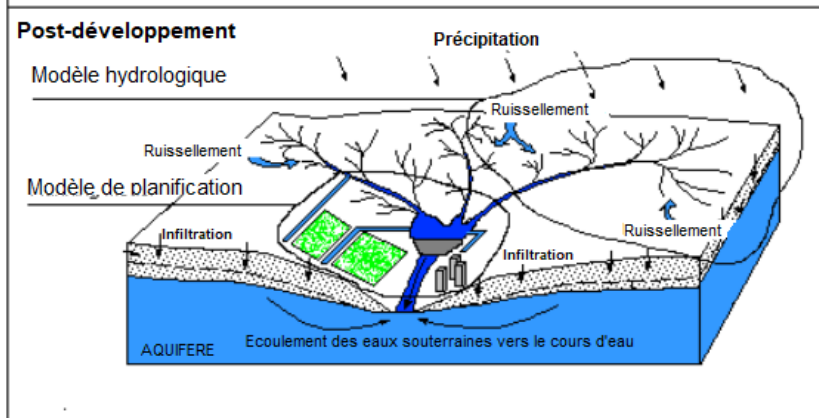 Post-développement
Précipitation
Modèle hydrologique
Ruissellement
Ruissellement
Modèle de planification
Infiltration
Ruissellement
Infiltration
Ecoulement des eaux souterraines vers le cours d'eau
AQUIFERE